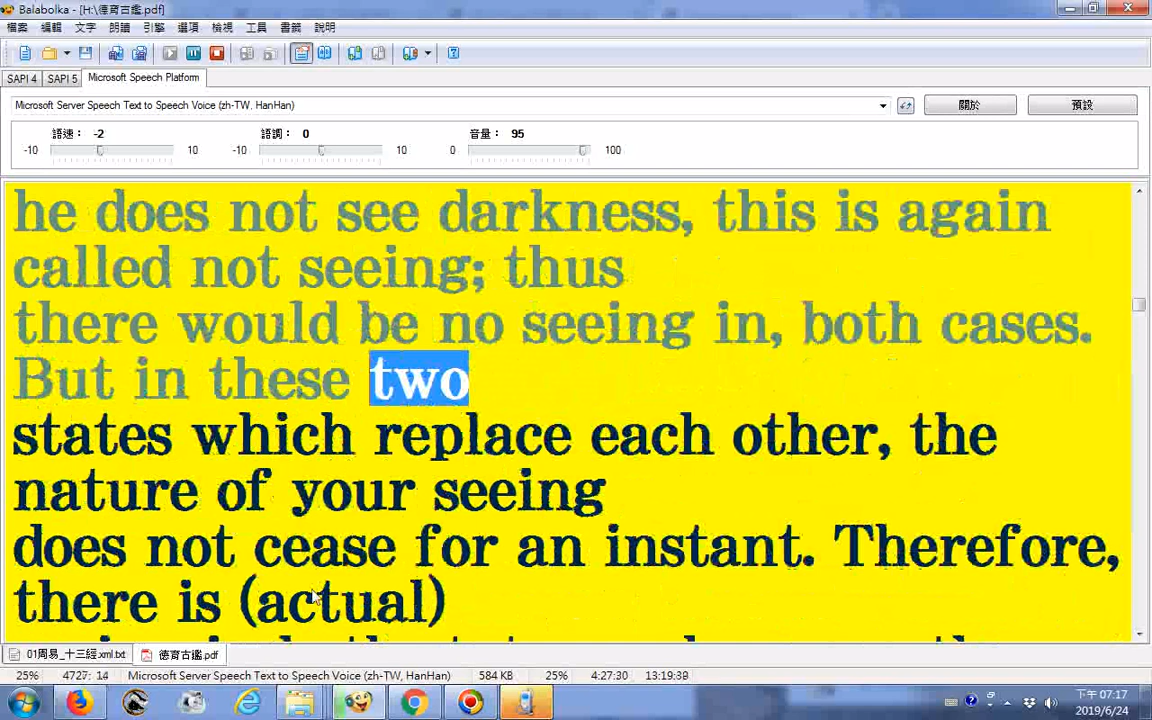 Balabolka - [H:\德育古鑑.pdf]
檔案 編輯 文字 朗讀 引擎 選項 檢視 工具 書籤 說明
SAPI 4 SAPI 5 Microsoft Speech Platform
Microsoft Server Speech Text to Speech Voice (zh-TW, HanHan) 關於 預設
語速： -2 語調： 0 音量： 95
-10 10 -10 10 0 100
he does not see darkness, this is again
called not seeing; thus
there would be no seeing in, both cases.
But in these two
states which replace each other, the
nature of your seeing
does not cease for an instant. Therefore,
there is (actual)
01周易_十三經.xml.txt 德育古鑑.pdf
25% 4727: 14 Microsoft Server Speech Text to Speech Voice (zh-TW, HanHan) 584 KB 25% 4:27:30 13:19:39
下午 07:17
2019/6/24